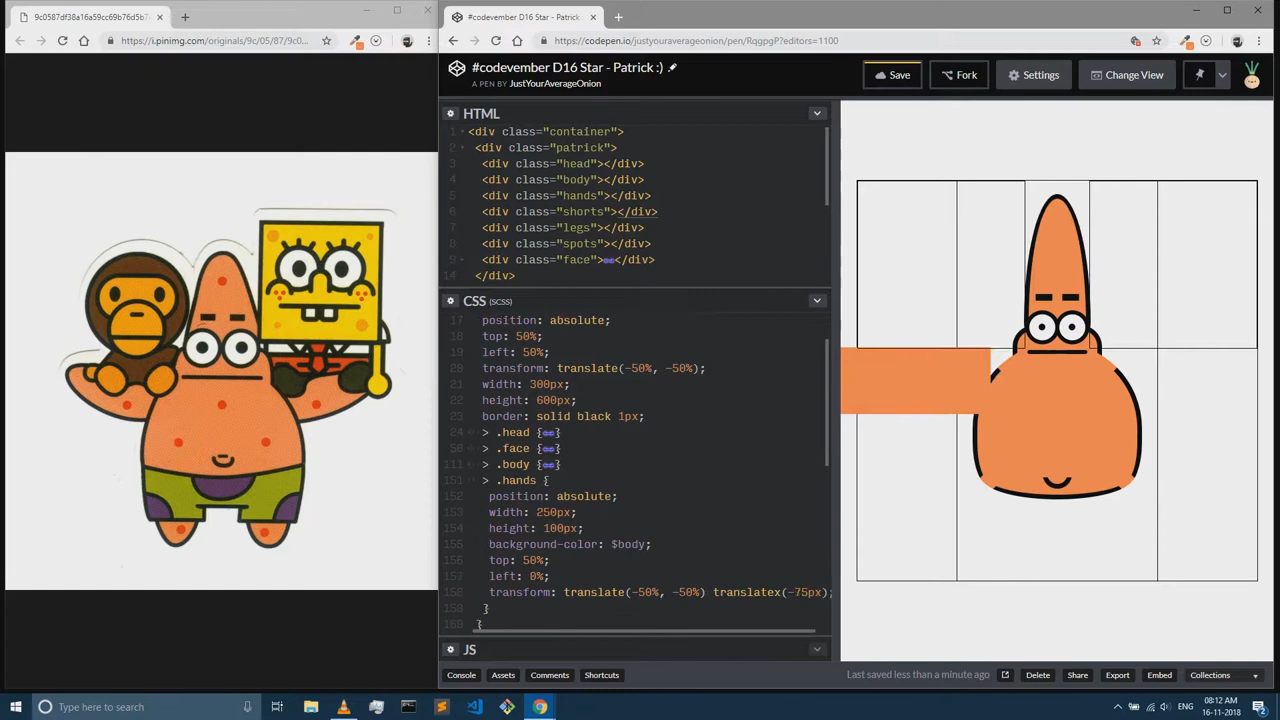 9c0587df38a16a59c69bb76d5b7
https://i.pinimg.com/originals/9c/05/87/9c0...
#codevember D16 Star - Patrick
https://codepen.io/justyouraverageonion/pen/RqgpgP?editors=1100
#codevember D16 Star - Patrick :)
A PEN BY JustYourAverageOnion
Save
Fork
Settings
Change View
HTML
1 <div class="container">
2 <div class="patrick">
3 <div class="head"></div>
4 <div class="body"></div>
5 <div class="hands"></div>
6 <div class="shorts"></div>
7 <div class="legs"></div>
8 <div class="spots"></div>
9 <div class="face"></div>
14 </div>
CSS (SCSS)
17 position: absolute;
18 top: 50%;
19 left: 50%;
20 transform: translate(-50%, -50%);
21 width: 300px;
22 height: 600px;
23 border: solid black 1px;
24 > .head {}
58 > .face {}
111 > .body {}
151 > .hands {
152 position: absolute;
153 width: 250px;
154 height: 100px;
155 background-color: $body;
156 top: 50%;
157 left: 0%;
158 transform: translate(-50%, -50%) translatex(-75px);
159 }
160 }
JS
Console
Assets
Comments
Shortcuts
Last saved less than a minute ago
Delete
Share
Export
Embed
Collections
Type here to search
08:12 AM
16-11-2018
2